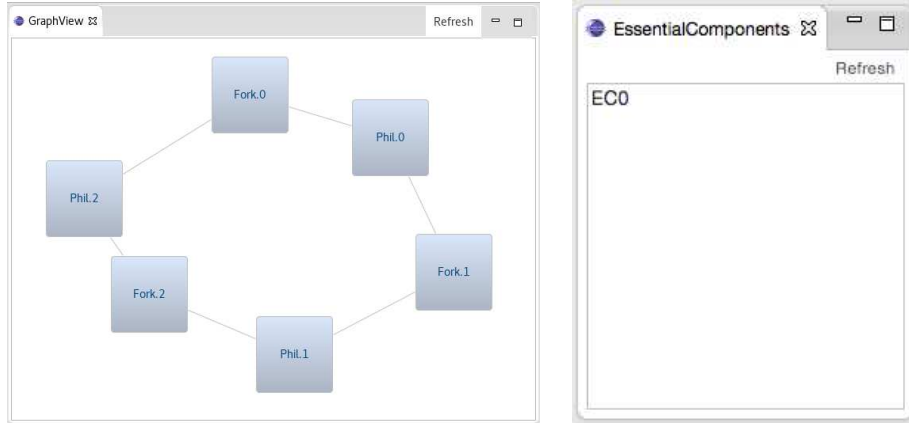 GraphView
Refresh
Fork.0
Phil.0
Phil.2
Fork.1
Fork.2
Phil.1
EssentialComponents
Refresh
EC0